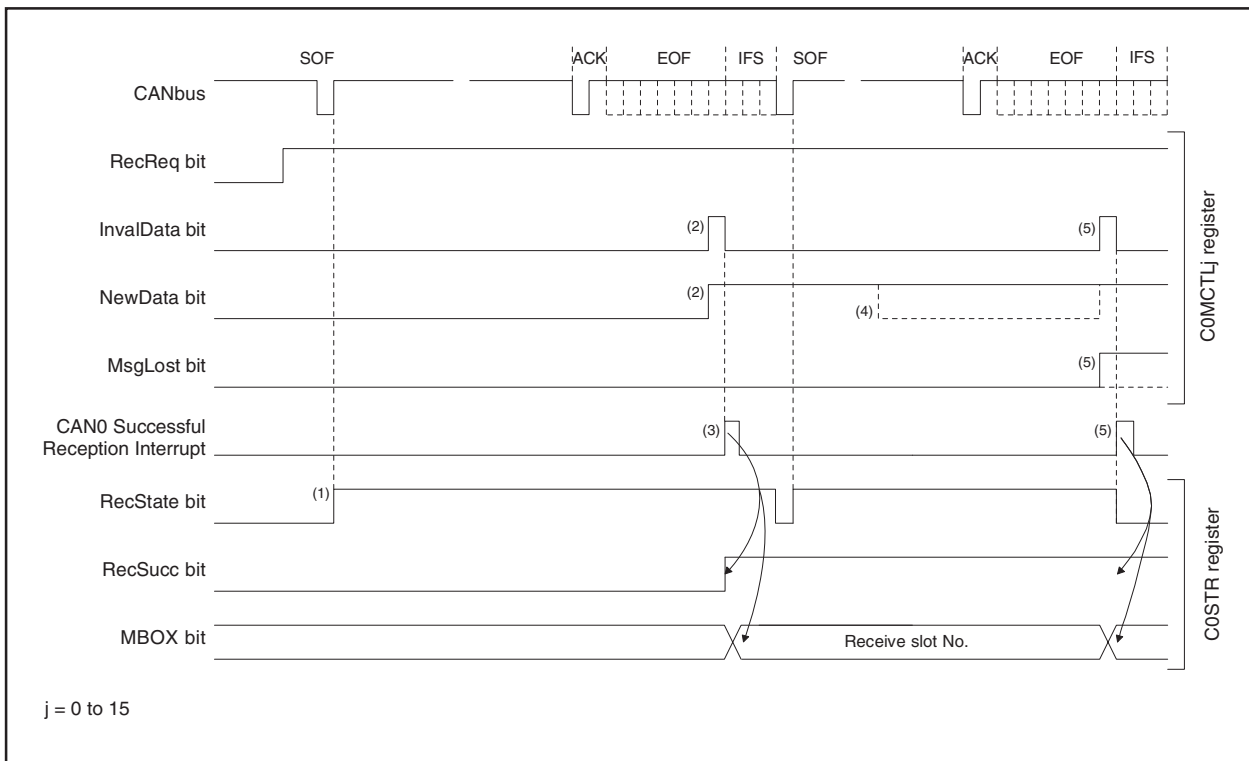 SOF ACK EOF IFS SOF ACK EOF IFS
CANbus
RecReq bit
InvalData bit (2) (5)
NewData bit (2) (4)
MsgLost bit (5)
C0MCTLj register
CAN0 Successful
Reception Interrupt (3) (5)
RecState bit (1)
RecSucc bit
MBOX bit Receive slot No.
C0STR register
j = 0 to 15